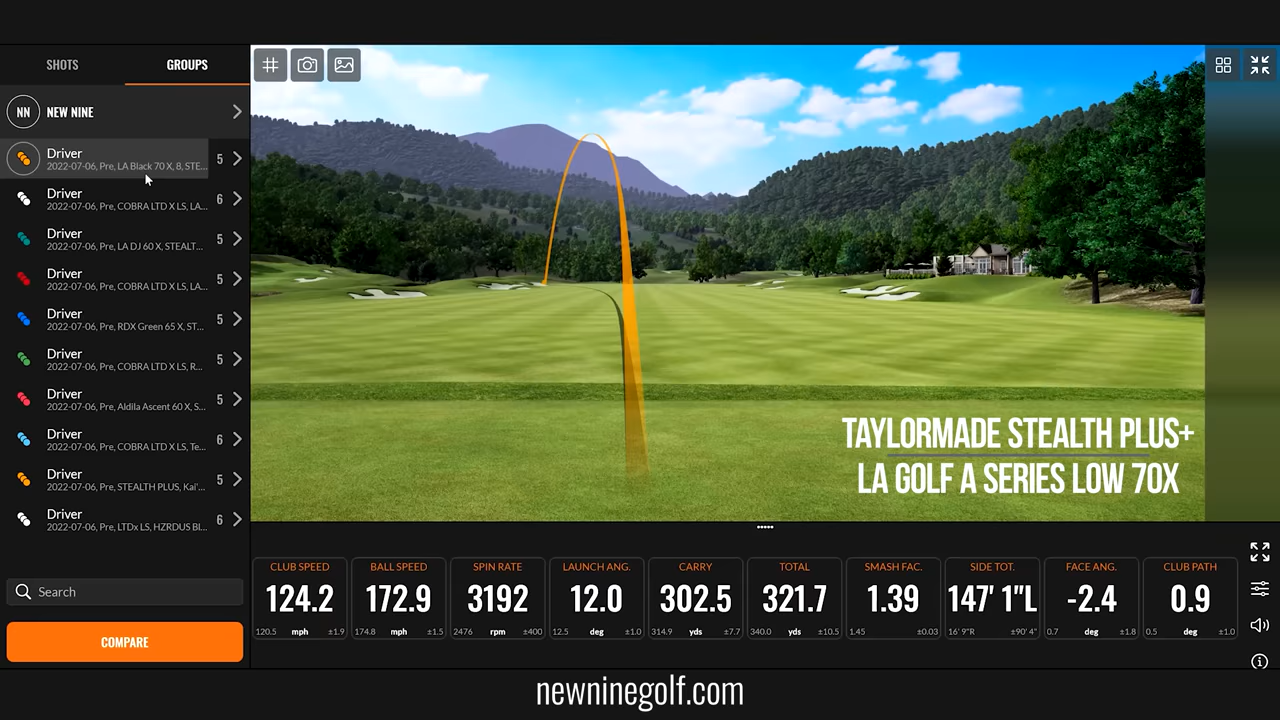 SHOTS
GROUPS
NN
NEW NINE
Driver
2022-07-06, Pre, LA Black 70 X, 8, STE...
5
Driver
2022-07-06, Pre, COBRA LTD X LS, LA...
6
Driver
2022-07-06, Pre, LA DJ 60 X, STEALT...
5
Driver
2022-07-06, Pre, COBRA LTD X LS, LA...
5
Driver
2022-07-06, Pre, RDX Green 65 X, ST...
5
Driver
2022-07-06, Pre, COBRA LTD X LS, R...
5
Driver
2022-07-06, Pre, Aldila Ascent 60 X, S...
5
Driver
2022-07-06, Pre, COBRA LTD X LS, Te...
6
Driver
2022-07-06, Pre, STEALTH PLUS, Kai'...
5
Driver
2022-07-06, Pre, LTDx LS, HZRDUS Bl...
6
Search
COMPARE
TAYLORMADE STEALTH PLUS+
LA GOLF A SERIES LOW 70X
CLUB SPEED
124.2
120.5 mph ±1.9
BALL SPEED
172.9
174.8 mph ±1.5
SPIN RATE
3192
2476 rpm ±400
LAUNCH ANG.
12.0
12.5 deg ±1.0
CARRY
302.5
314.9 yds ±7.7
TOTAL
321.7
340.0 yds ±10.5
SMASH FAC.
1.39
1.45 ±0.03
SIDE TOT.
147' 1"L
16' 9"R ±90' 4"
FACE ANG.
-2.4
0.7 deg ±1.8
CLUB PATH
0.9
0.5 deg ±1.0
newninegolf.com